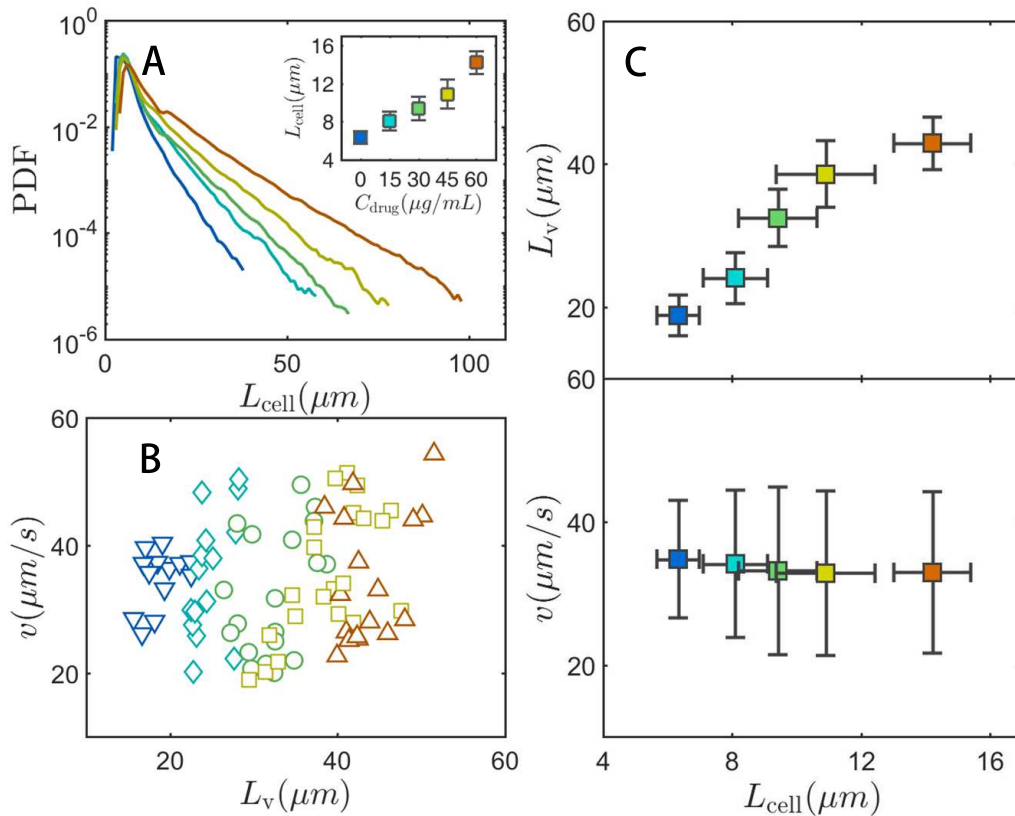 A
PDF
10⁰
10⁻²
10⁻⁴
10⁻⁶
0 50 100
L_cell(μm)
L_cell(μm)
16
12
8
4
0 15 30 45 60
C_drug(μg/mL)
B
v(μm/s)
60
40
20
20 40 60
L_v(μm)
C
L_v(μm)
60
40
20
60
v(μm/s)
40
20
4 8 12 16
L_cell(μm)